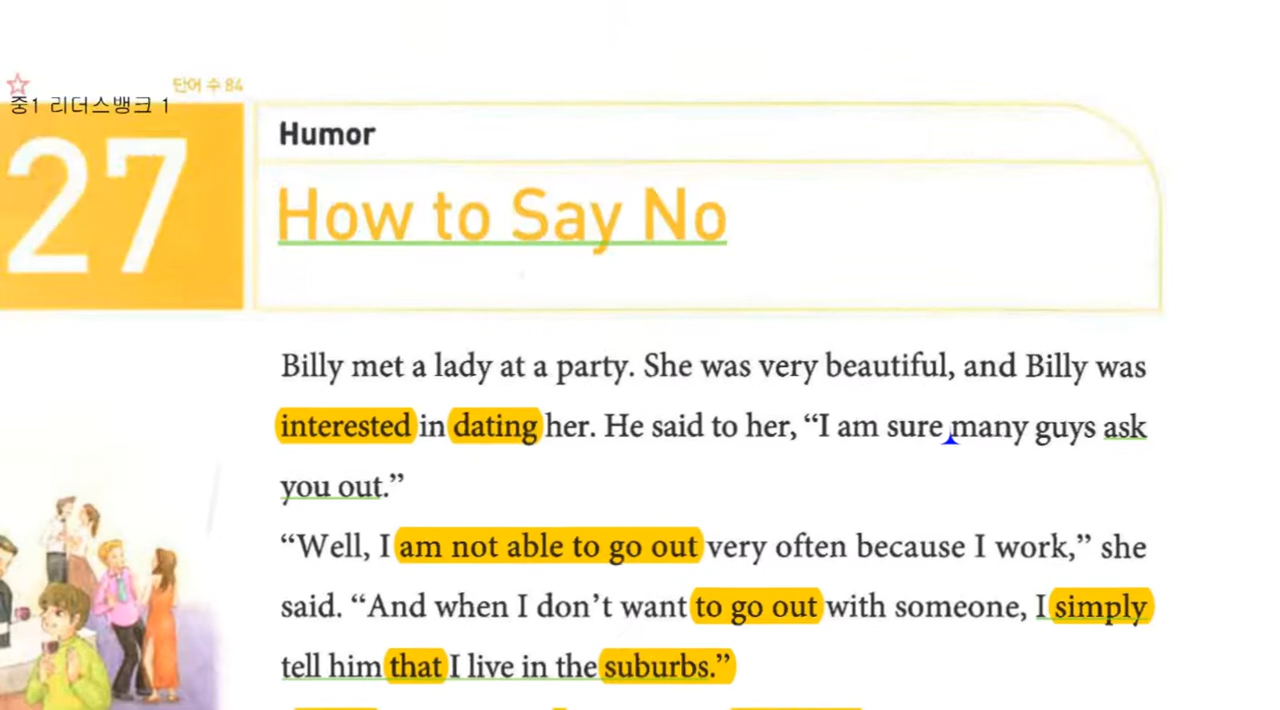 단어 수 84
중1 리더스뱅크 1
27
Humor
How to Say No
Billy met a lady at a party. She was very beautiful, and Billy was
interested in dating her. He said to her, “I am sure many guys ask
you out.”
“Well, I am not able to go out very often because I work,” she
said. “And when I don’t want to go out with someone, I simply
tell him that I live in the suburbs.”